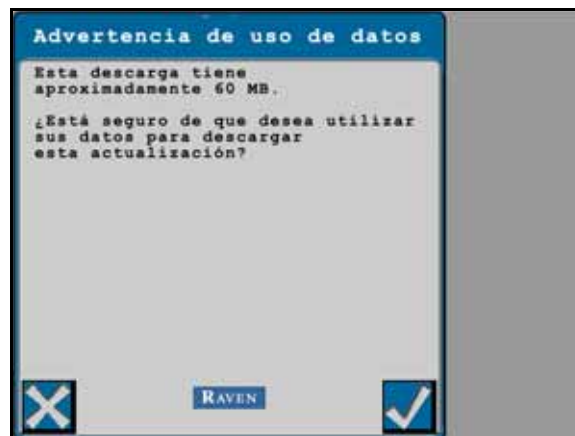 Advertencia de uso de datos
Esta descarga tiene
aproximadamente 60 MB.
¿Está seguro de que desea utilizar
sus datos para descargar
esta actualización?
RAVEN